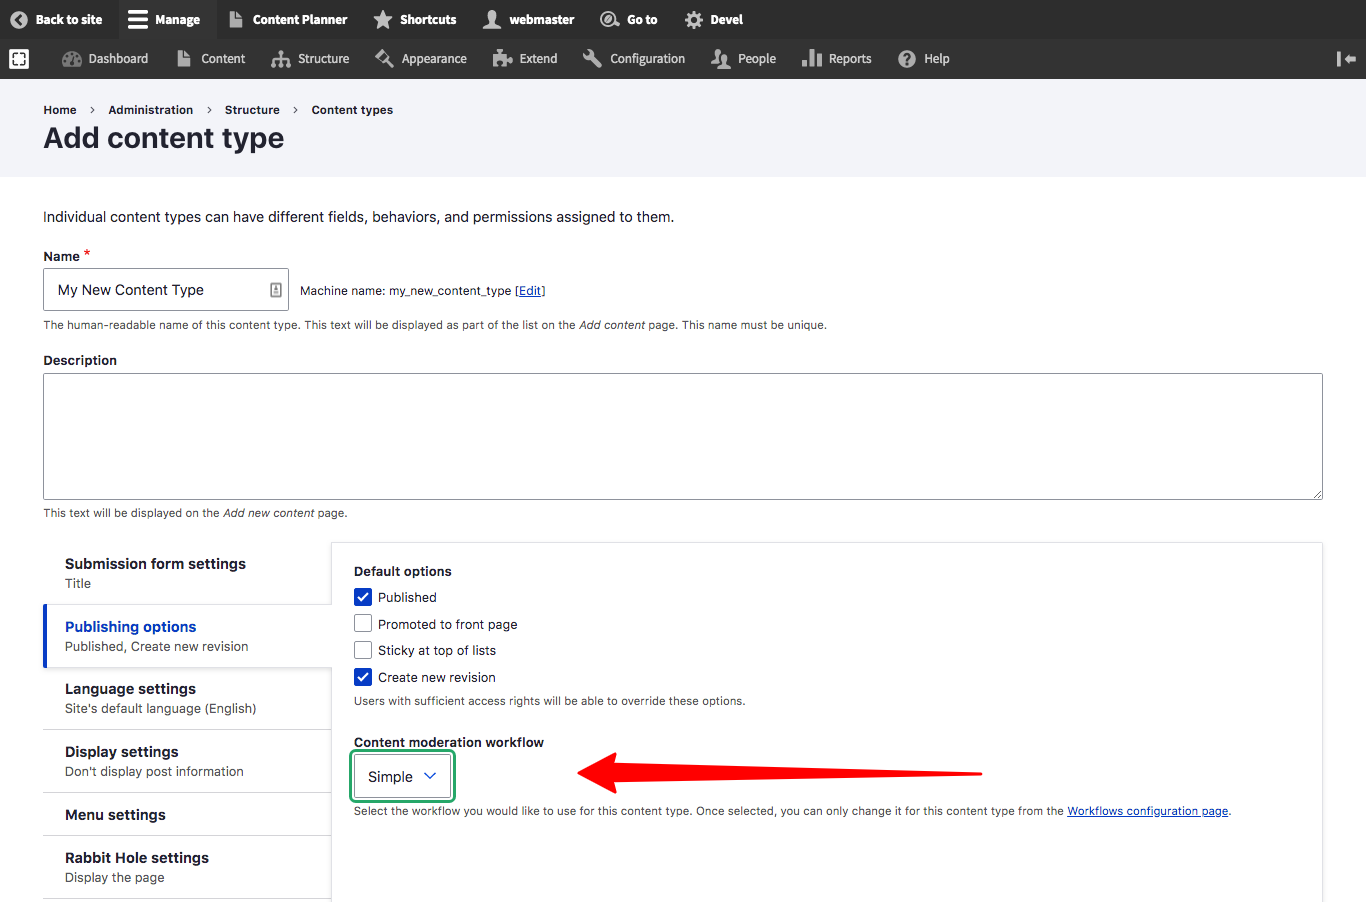 Back to site Manage Content Planner Shortcuts webmaster Go to Devel
Dashboard Content Structure Appearance Extend Configuration People Reports Help
Home > Administration > Structure > Content types
Add content type
Individual content types can have different fields, behaviors, and permissions assigned to them.
Name *
My New Content Type Machine name: my_new_content_type [Edit]
The human-readable name of this content type. This text will be displayed as part of the list on the Add content page. This name must be unique.
Description
This text will be displayed on the Add new content page.
Submission form settings
Title
Publishing options
Published, Create new revision
Language settings
Site's default language (English)
Display settings
Don't display post information
Menu settings
Rabbit Hole settings
Display the page
Default options
Published
Promoted to front page
Sticky at top of lists
Create new revision
Users with sufficient access rights will be able to override these options.
Content moderation workflow
Simple
Select the workflow you would like to use for this content type. Once selected, you can only change it for this content type from the Workflows configuration page.